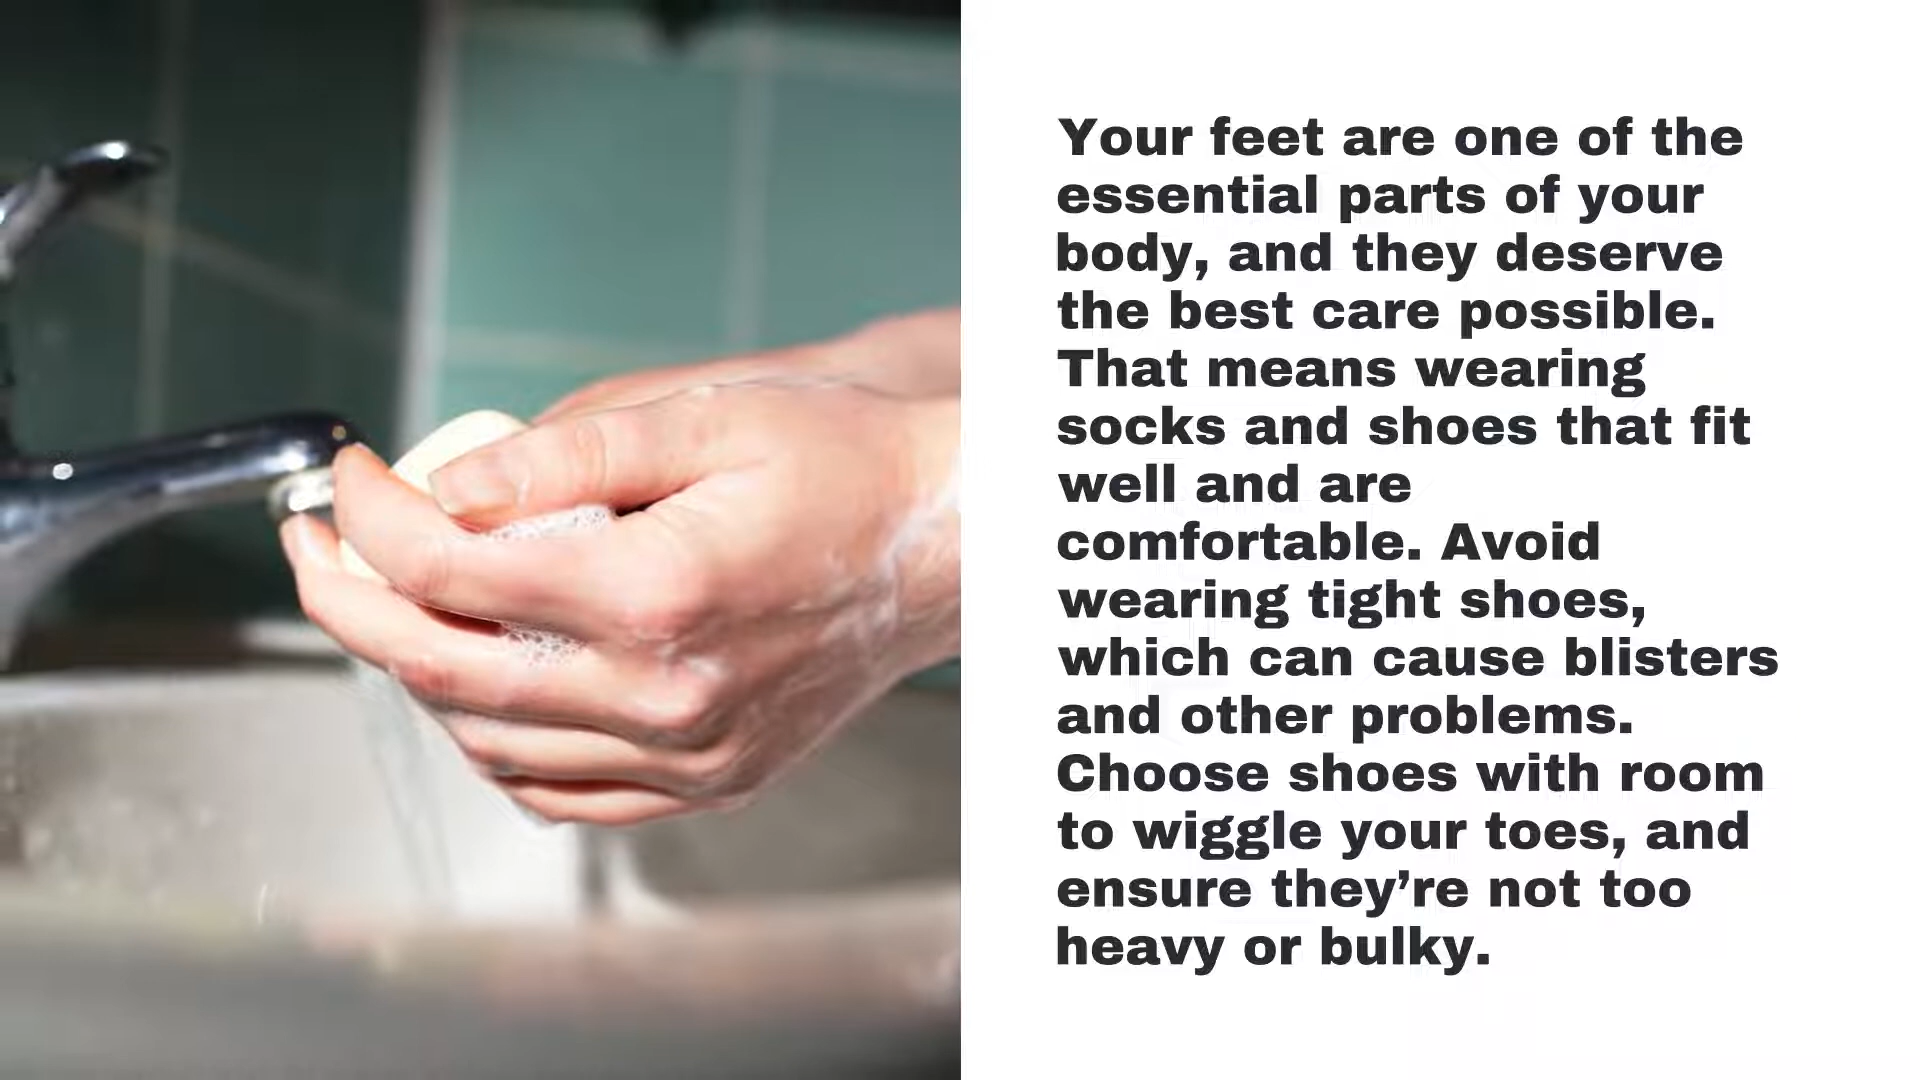 Your feet are one of the
essential parts of your
body, and they deserve
the best care possible.
That means wearing
socks and shoes that fit
well and are
comfortable. Avoid
wearing tight shoes,
which can cause blisters
and other problems.
Choose shoes with room
to wiggle your toes, and
ensure they’re not too
heavy or bulky.